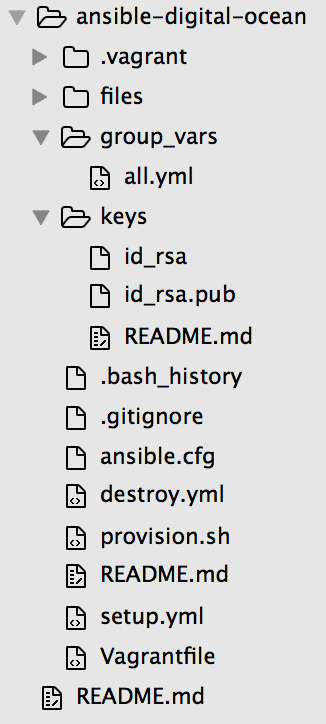 ansible-digital-ocean
.vagrant
files
group_vars
all.yml
keys
id_rsa
id_rsa.pub
README.md
.bash_history
.gitignore
ansible.cfg
destroy.yml
provision.sh
README.md
setup.yml
Vagrantfile
README.md